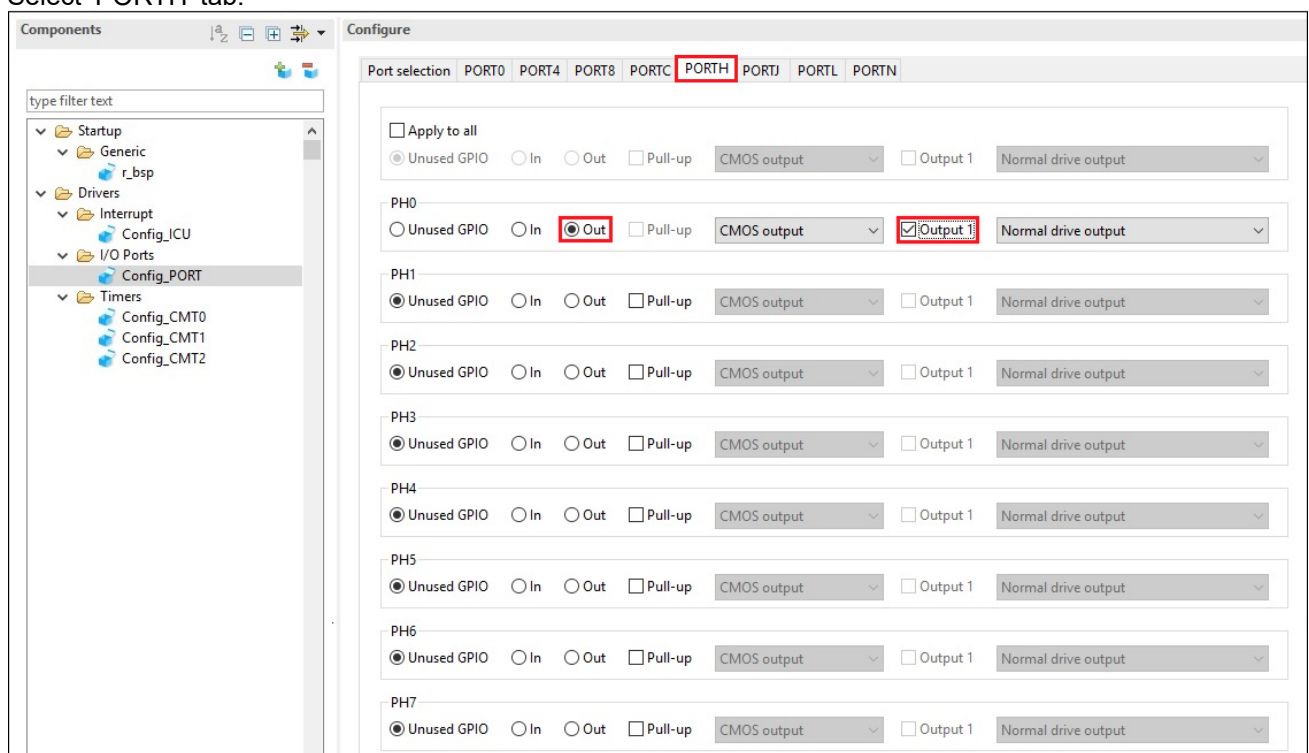 Select 'PORTH' tab.
Components
Configure
type filter text
Startup
Generic
r_bsp
Drivers
Interrupt
Config_ICU
I/O Ports
Config_PORT
Timers
Config_CMT0
Config_CMT1
Config_CMT2
Port selection PORT0 PORT4 PORT8 PORTC PORTH PORTJ PORTL PORTN
Apply to all
Unused GPIO In Out Pull-up CMOS output Output 1 Normal drive output
PH0
Unused GPIO In Out Pull-up CMOS output Output 1 Normal drive output
PH1
Unused GPIO In Out Pull-up CMOS output Output 1 Normal drive output
PH2
Unused GPIO In Out Pull-up CMOS output Output 1 Normal drive output
PH3
Unused GPIO In Out Pull-up CMOS output Output 1 Normal drive output
PH4
Unused GPIO In Out Pull-up CMOS output Output 1 Normal drive output
PH5
Unused GPIO In Out Pull-up CMOS output Output 1 Normal drive output
PH6
Unused GPIO In Out Pull-up CMOS output Output 1 Normal drive output
PH7
Unused GPIO In Out Pull-up CMOS output Output 1 Normal drive output